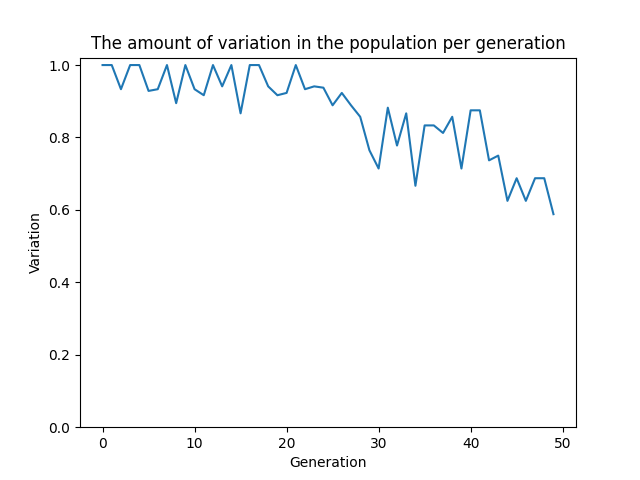 The amount of variation in the population per generation
1.0
0.8
0.6
0.4
0.2
0.0
Variation
0 10 20 30 40 50
Generation